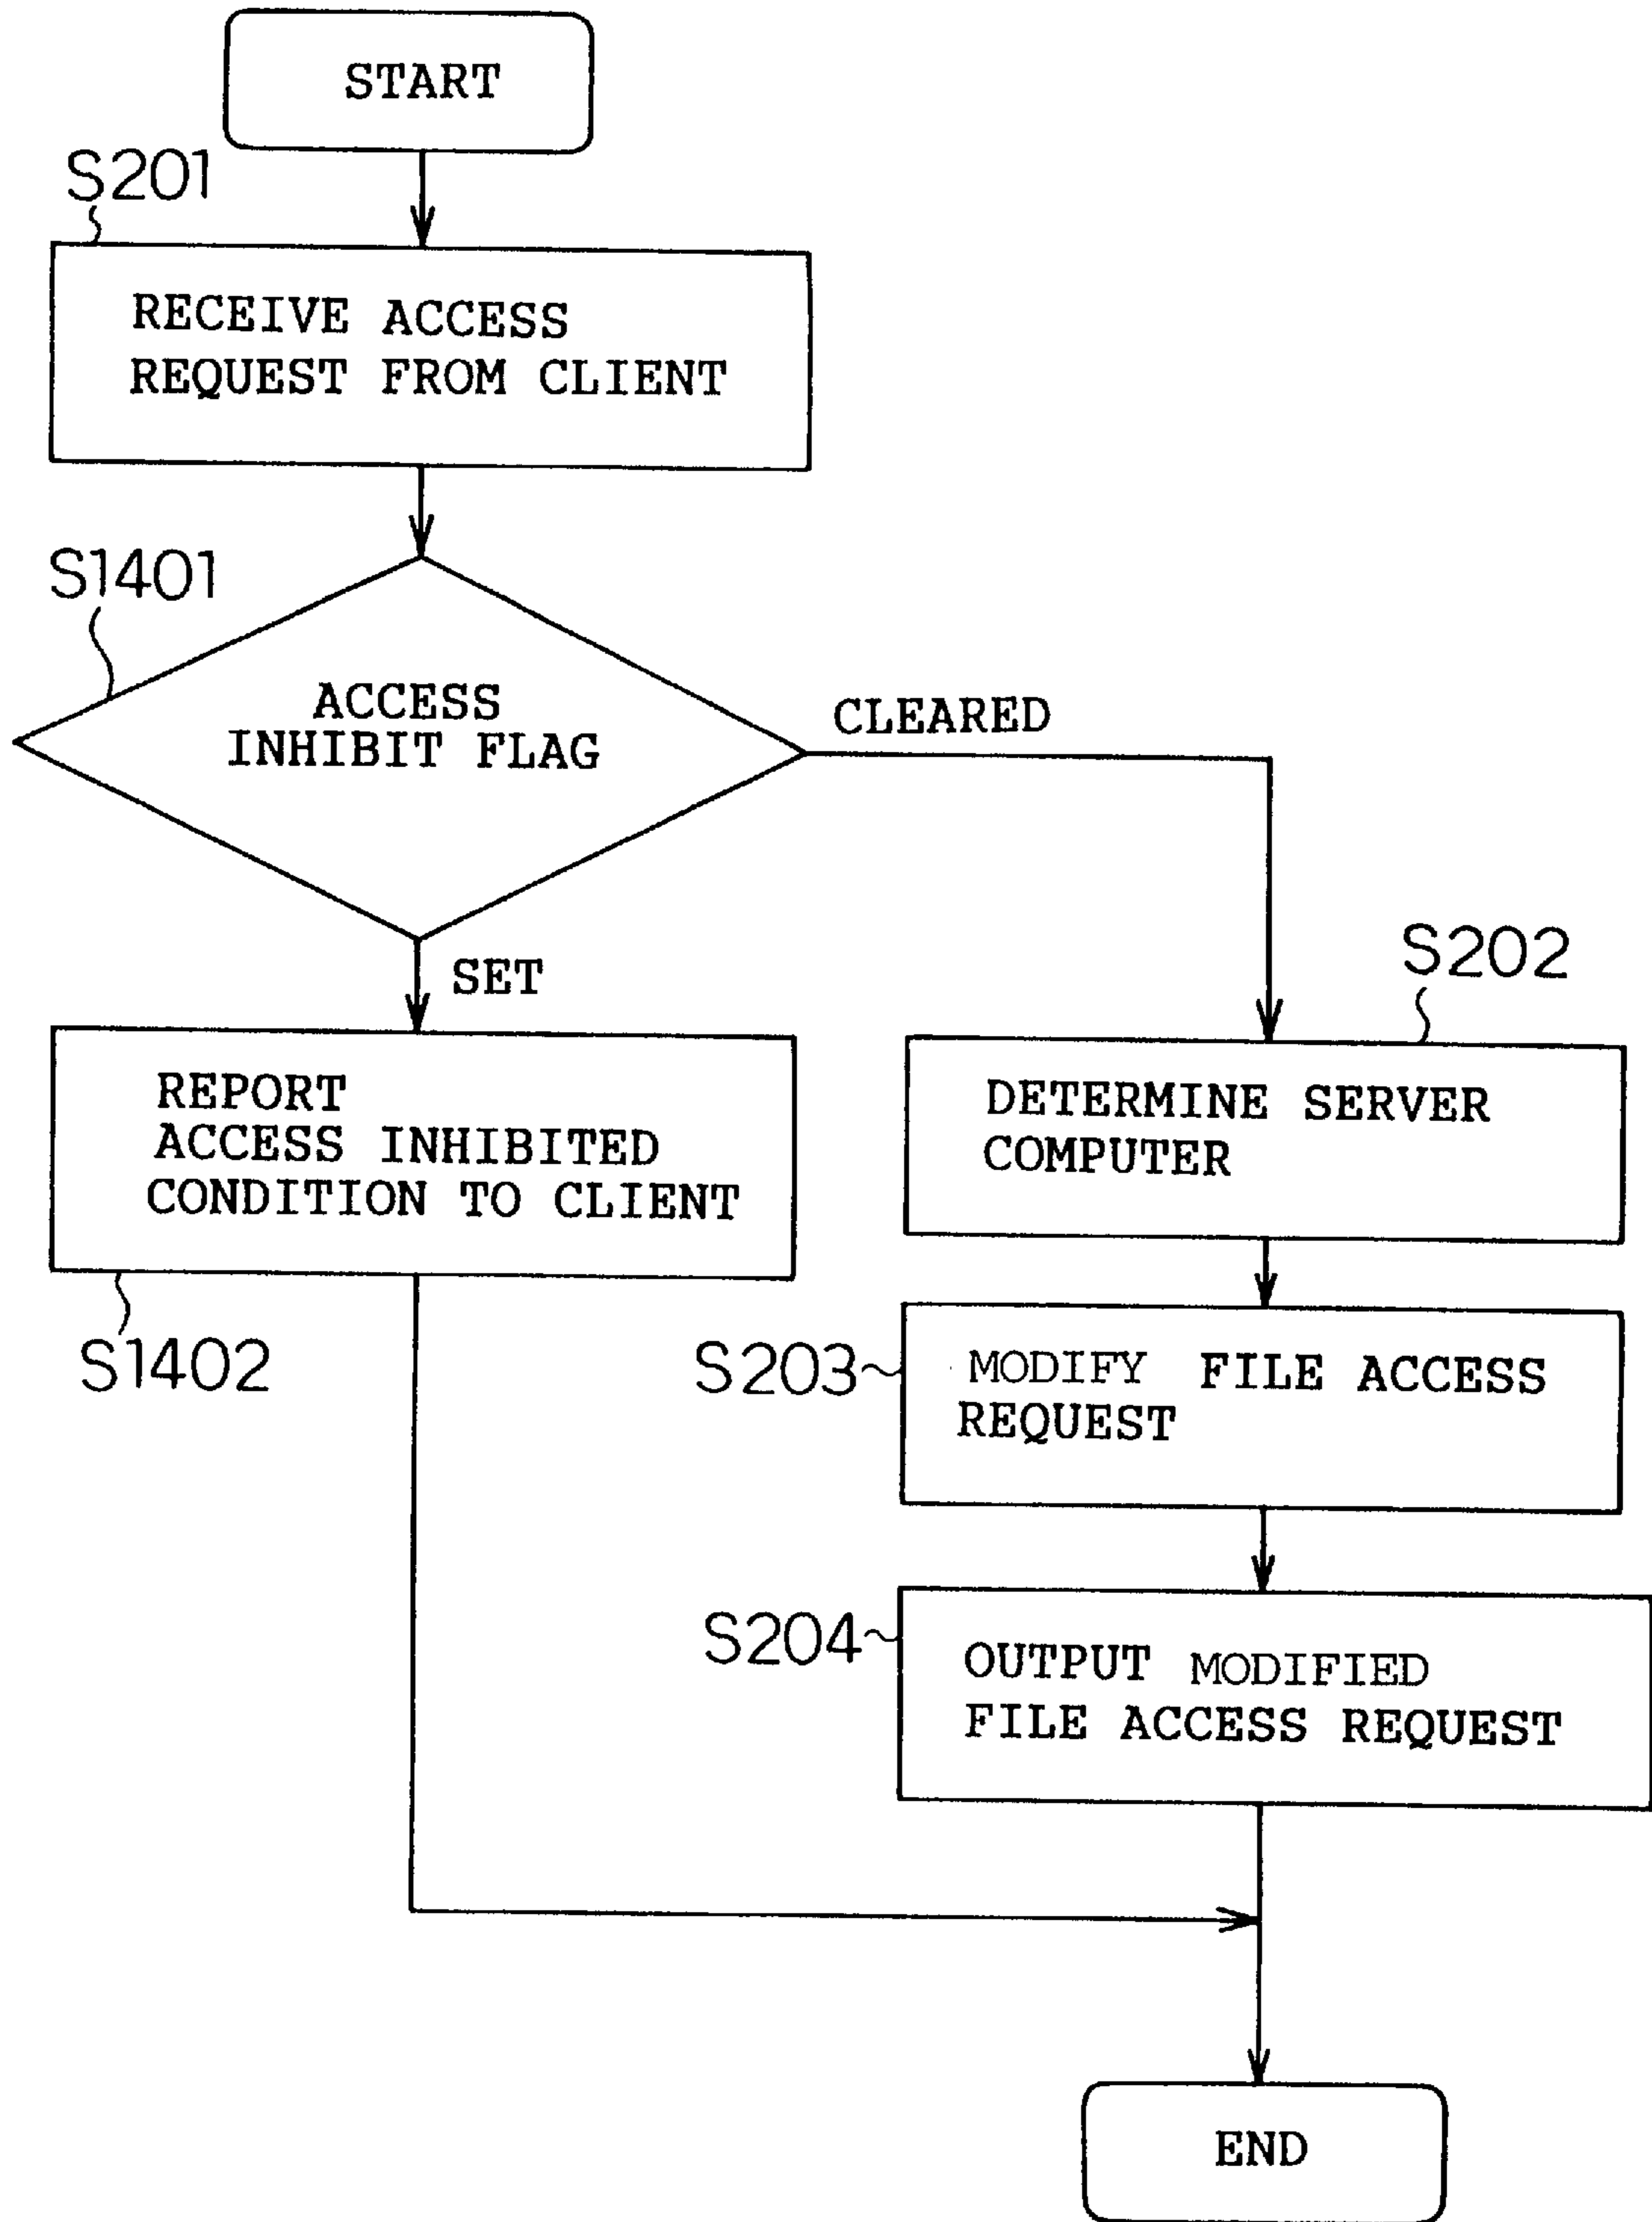 START
S201
RECEIVE ACCESS
REQUEST FROM CLIENT
S1401
ACCESS
INHIBIT FLAG
CLEARED
SET
S202
REPORT
ACCESS INHIBITED
CONDITION TO CLIENT
S1402
DETERMINE SERVER
COMPUTER
S203
MODIFY FILE ACCESS
REQUEST
S204
OUTPUT MODIFIED
FILE ACCESS REQUEST
END